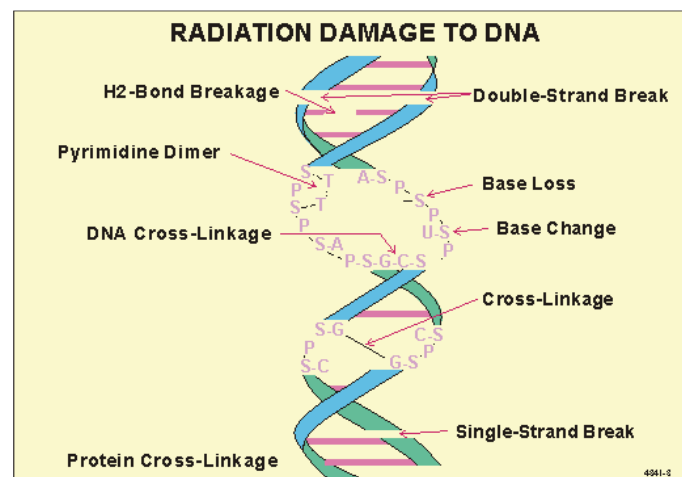 RADIATION DAMAGE TO DNA
H2-Bond Breakage
Double-Strand Break
Pyrimidine Dimer
S T A-S
P P
S T S
Base Loss
P P
U-S
Base Change
DNA Cross-Linkage
S-A P
P-S-G-C-S
Cross-Linkage
S-G C-S
P P
S-C G-S
Single-Strand Break
Protein Cross-Linkage
4841-8